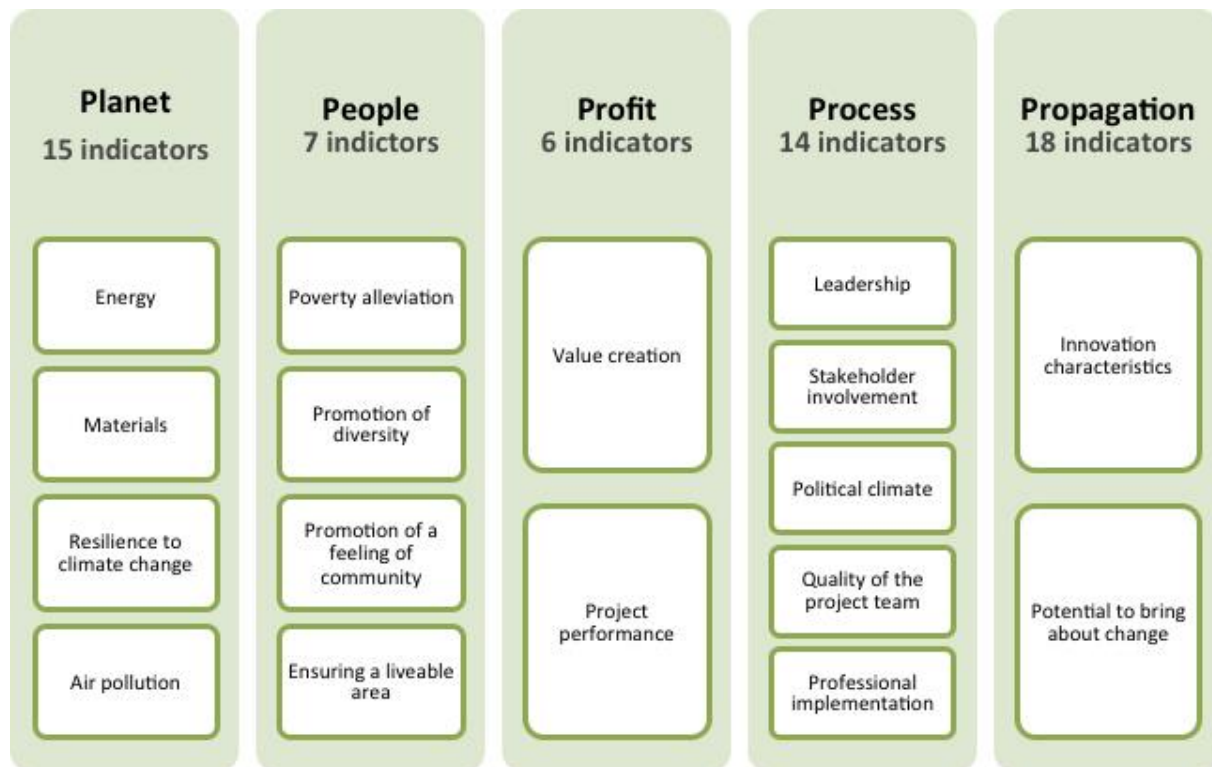 Planet
15 indicators
Energy
Materials
Resilience to
climate change
Air pollution
People
7 indictors
Poverty alleviation
Promotion of
diversity
Promotion of a
feeling of
community
Ensuring a liveable
area
Profit
6 indicators
Value creation
Project
performance
Process
14 indicators
Leadership
Stakeholder
involvement
Political climate
Quality of the
project team
Professional
implementation
Propagation
18 indicators
Innovation
characteristics
Potential to bring
about change